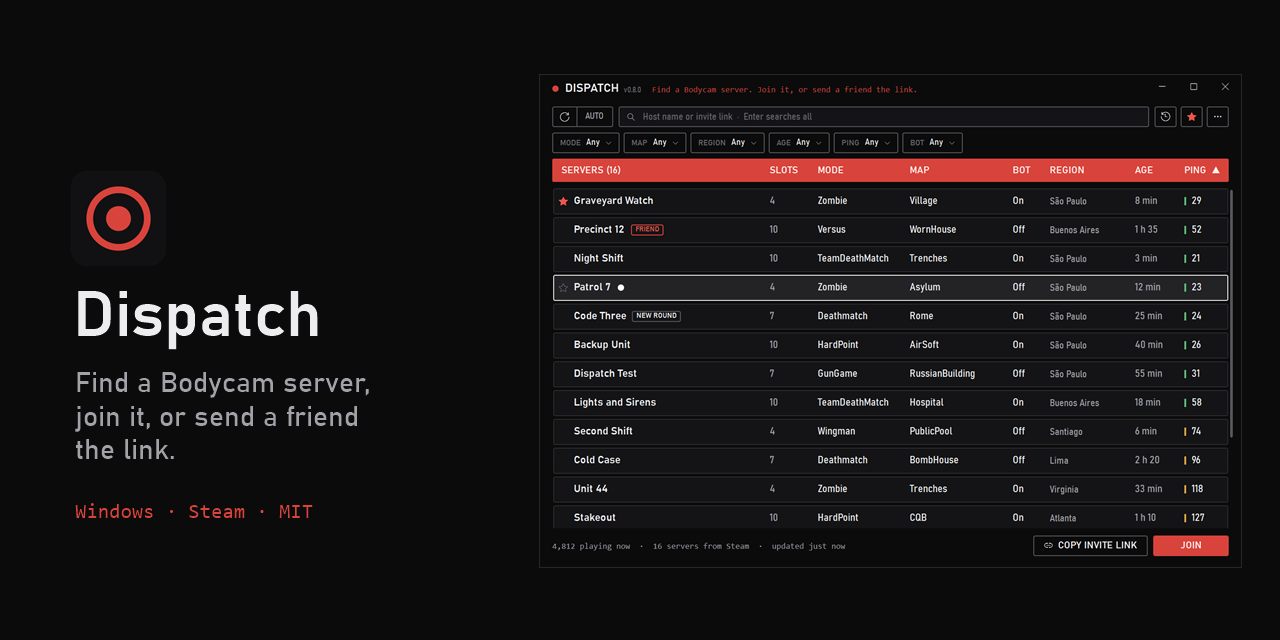 Dispatch
Find a Bodycam server,
join it, or send a friend
the link.
Windows · Steam · MIT
DISPATCH v0.8.0 Find a Bodycam server. Join it, or send a friend the link.
AUTO Host name or invite link · Enter searches all
MODE Any MAP Any REGION Any AGE Any PING Any BOT Any
SERVERS (16) SLOTS MODE MAP BOT REGION AGE PING ▲
Graveyard Watch 4 Zombie Village On São Paulo 8 min 29
Precinct 12 FRIEND 10 Versus WornHouse Off Buenos Aires 1 h 35 52
Night Shift 10 TeamDeathMatch Trenches On São Paulo 3 min 21
Patrol 7 4 Zombie Asylum Off São Paulo 12 min 23
Code Three NEW ROUND 7 Deathmatch Rome Off São Paulo 25 min 24
Backup Unit 10 HardPoint AirSoft On São Paulo 40 min 26
Dispatch Test 7 GunGame RussianBuilding Off São Paulo 55 min 31
Lights and Sirens 10 TeamDeathMatch Hospital On Buenos Aires 18 min 58
Second Shift 4 Wingman PublicPool Off Santiago 6 min 74
Cold Case 7 Deathmatch BombHouse Off Lima 2 h 20 96
Unit 44 4 Zombie Trenches On Virginia 33 min 118
Stakeout 10 HardPoint CQB On Atlanta 1 h 10 127
4,812 playing now · 16 servers from Steam · updated just now COPY INVITE LINK JOIN